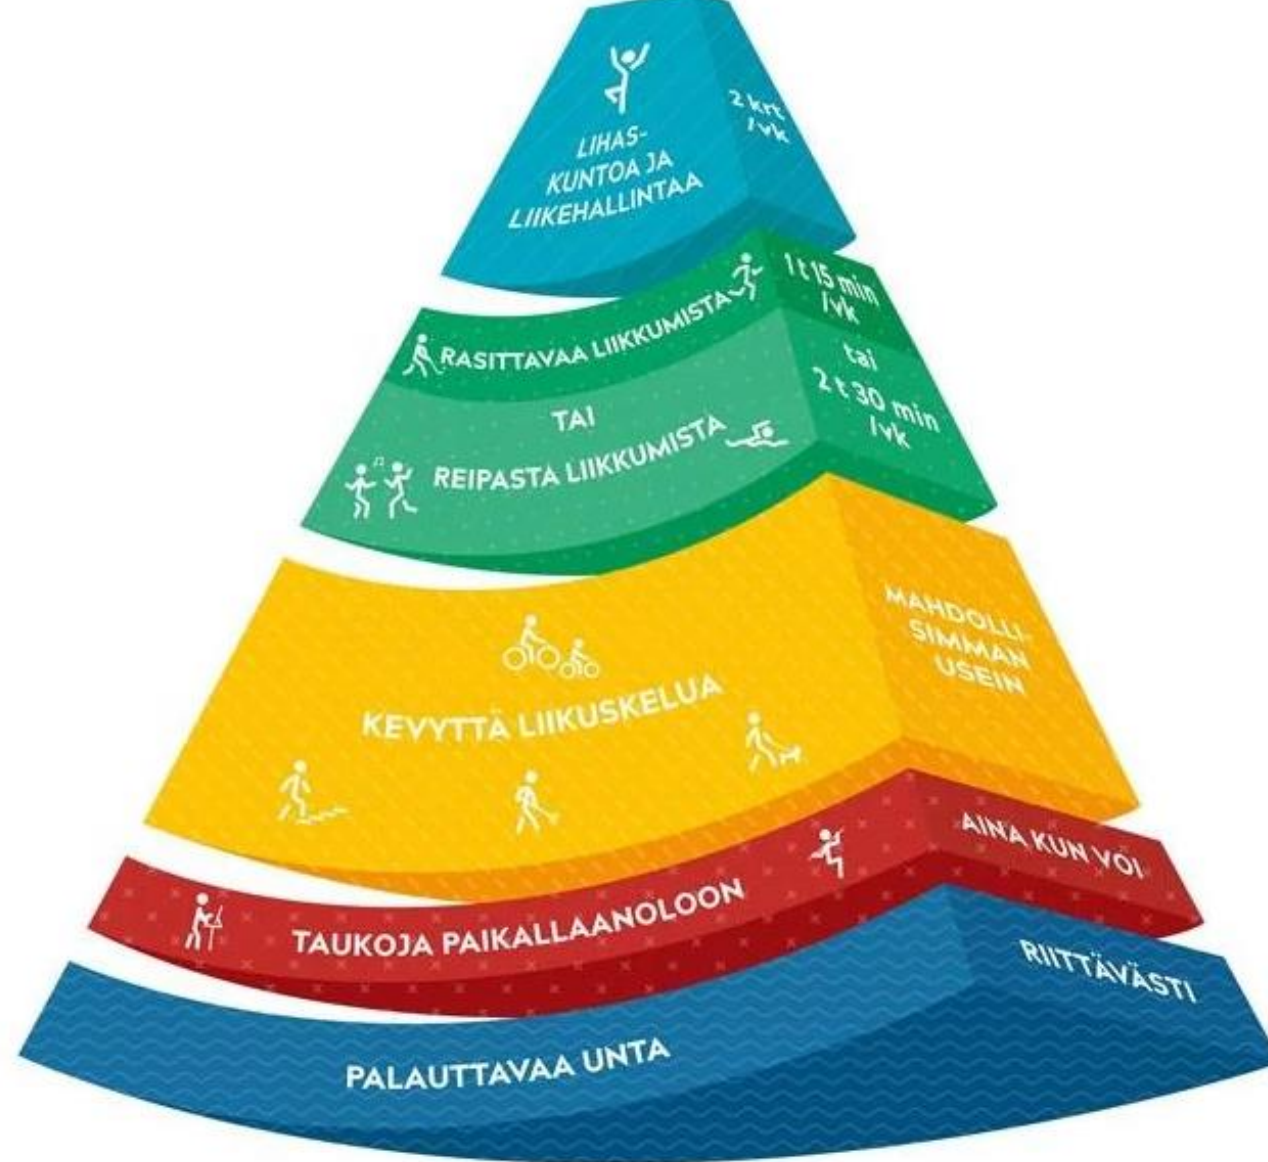 LIHAS-
KUNTOA JA
LIIKEHALLINTAA
2 krt
/vk
RASITTAVAA LIIKKUMISTA
1 t 15 min
/vk
TAI
REIPASTA LIIKKUMISTA
tai
2 t 30 min
/vk
KEVYTTÄ LIIKUSKELUA
MAHDOLLI-
SIMMAN
USEIN
TAUKOJA PAIKALLAANOLOON
AINA KUN VOI
PALAUTTAVAA UNTA
RIITTÄVÄSTI